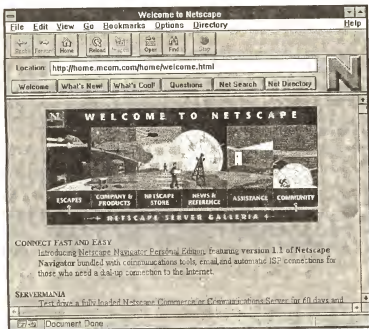 Welcome to Netscape
File Edit View Go Bookmarks Options Directory Help
Back Forward Home Reload Images Open Find Stop
Location: http://home.mcom.com/home/welcome.html
Welcome What's New! What's Cool! Questions Net Search Net Directory
N
N WELCOME TO NETSCAPE
ESCAPES COMPANY & PRODUCTS NETSCAPE STORE NEWS & REFERENCE ASSISTANCE COMMUNITY
NETSCAPE SERVER GALLERIA
CONNECT FAST AND EASY
Introducing Netscape Navigator Personal Edition, featuring version 1.1 of Netscape
Navigator bundled with communications tools, email, and automatic ISP connections for
those who need a dial-up connection to the Internet.
SERVERMANIA
Test drive a fully loaded Netscape Commerce or Communications Server for 60 days and
Document Done